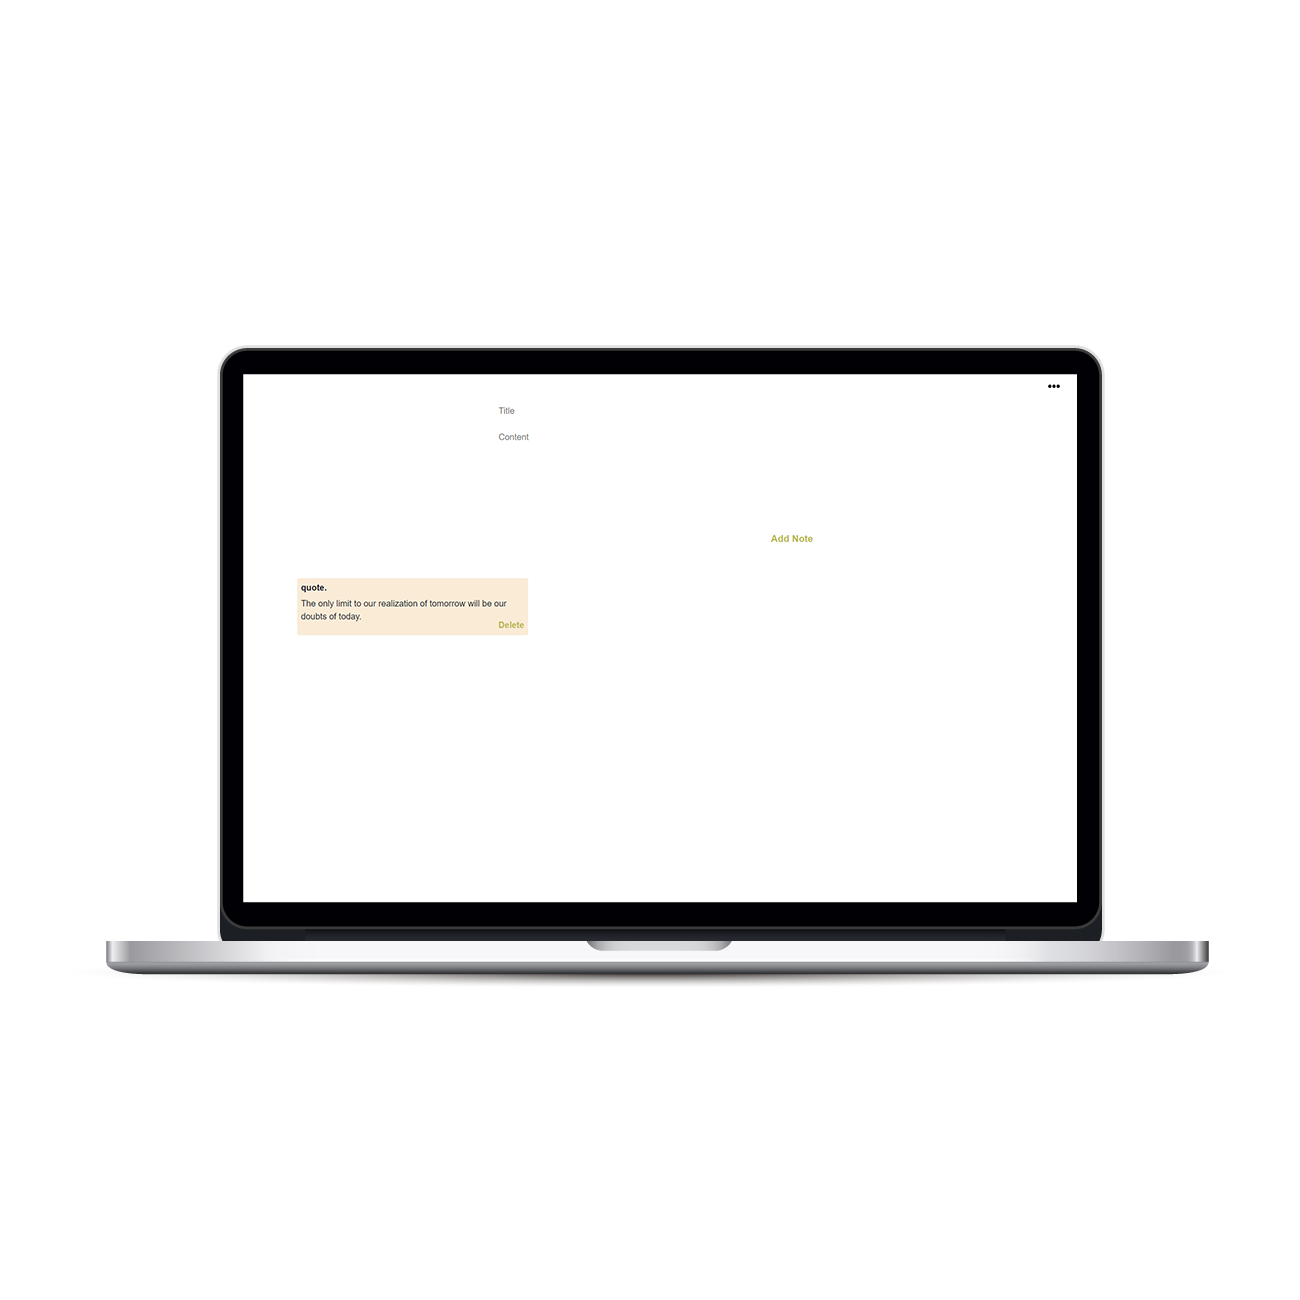 •••
Title
Content
Add Note
quote.
The only limit to our realization of tomorrow will be our
doubts of today.
Delete